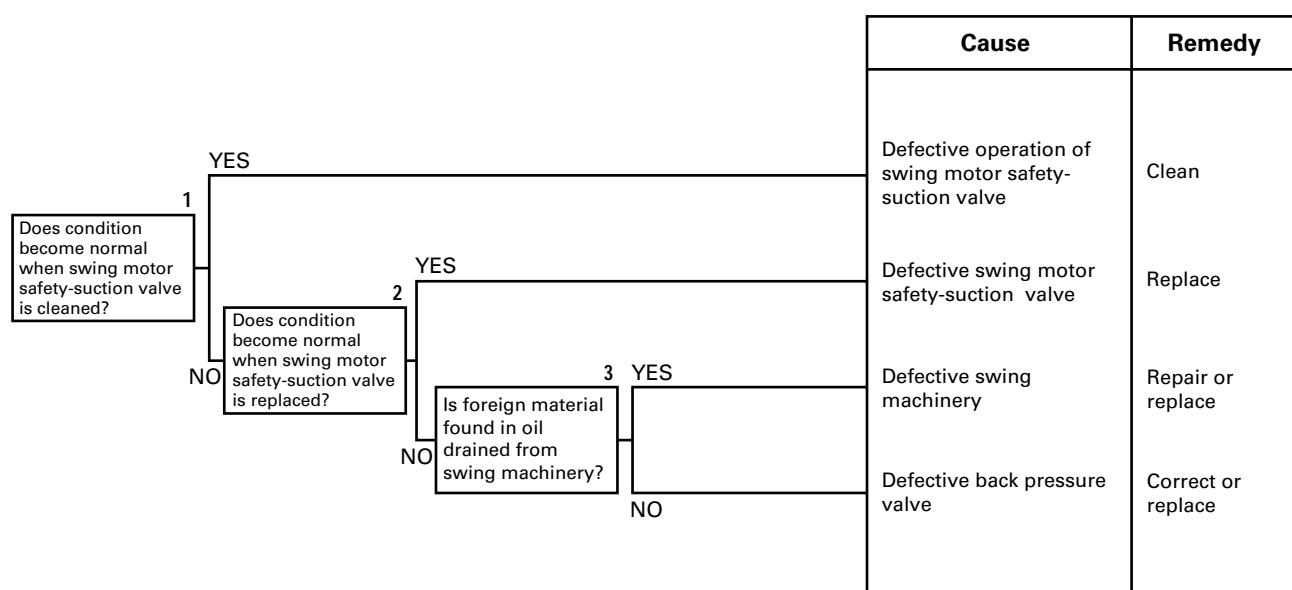 Cause
Remedy
YES
Defective operation of
swing motor safety-
suction valve
Clean
1
Does condition
become normal
when swing motor
safety-suction valve
is cleaned?
YES
Defective swing motor
safety-suction valve
Replace
NO
2
Does condition
become normal
when swing motor
safety-suction valve
is replaced?
3
YES
Defective swing
machinery
Repair or
replace
NO
Is foreign material
found in oil
drained from
swing machinery?
NO
Defective back pressure
valve
Correct or
replace